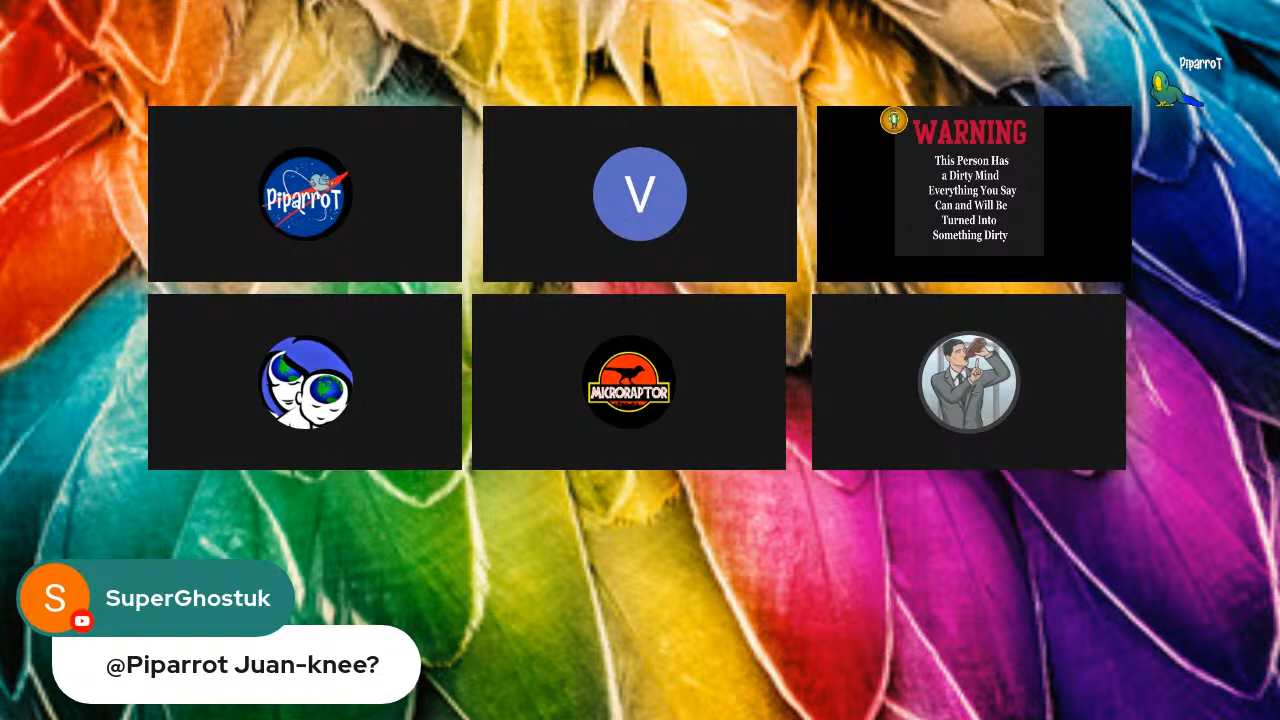 PiparroT
PiparroT
V
WARNING
This Person Has
a Dirty Mind
Everything You Say
Can and Will Be
Turned Into
Something Dirty
MICRORAPTOR
S
SuperGhostuk
@Piparrot Juan-knee?